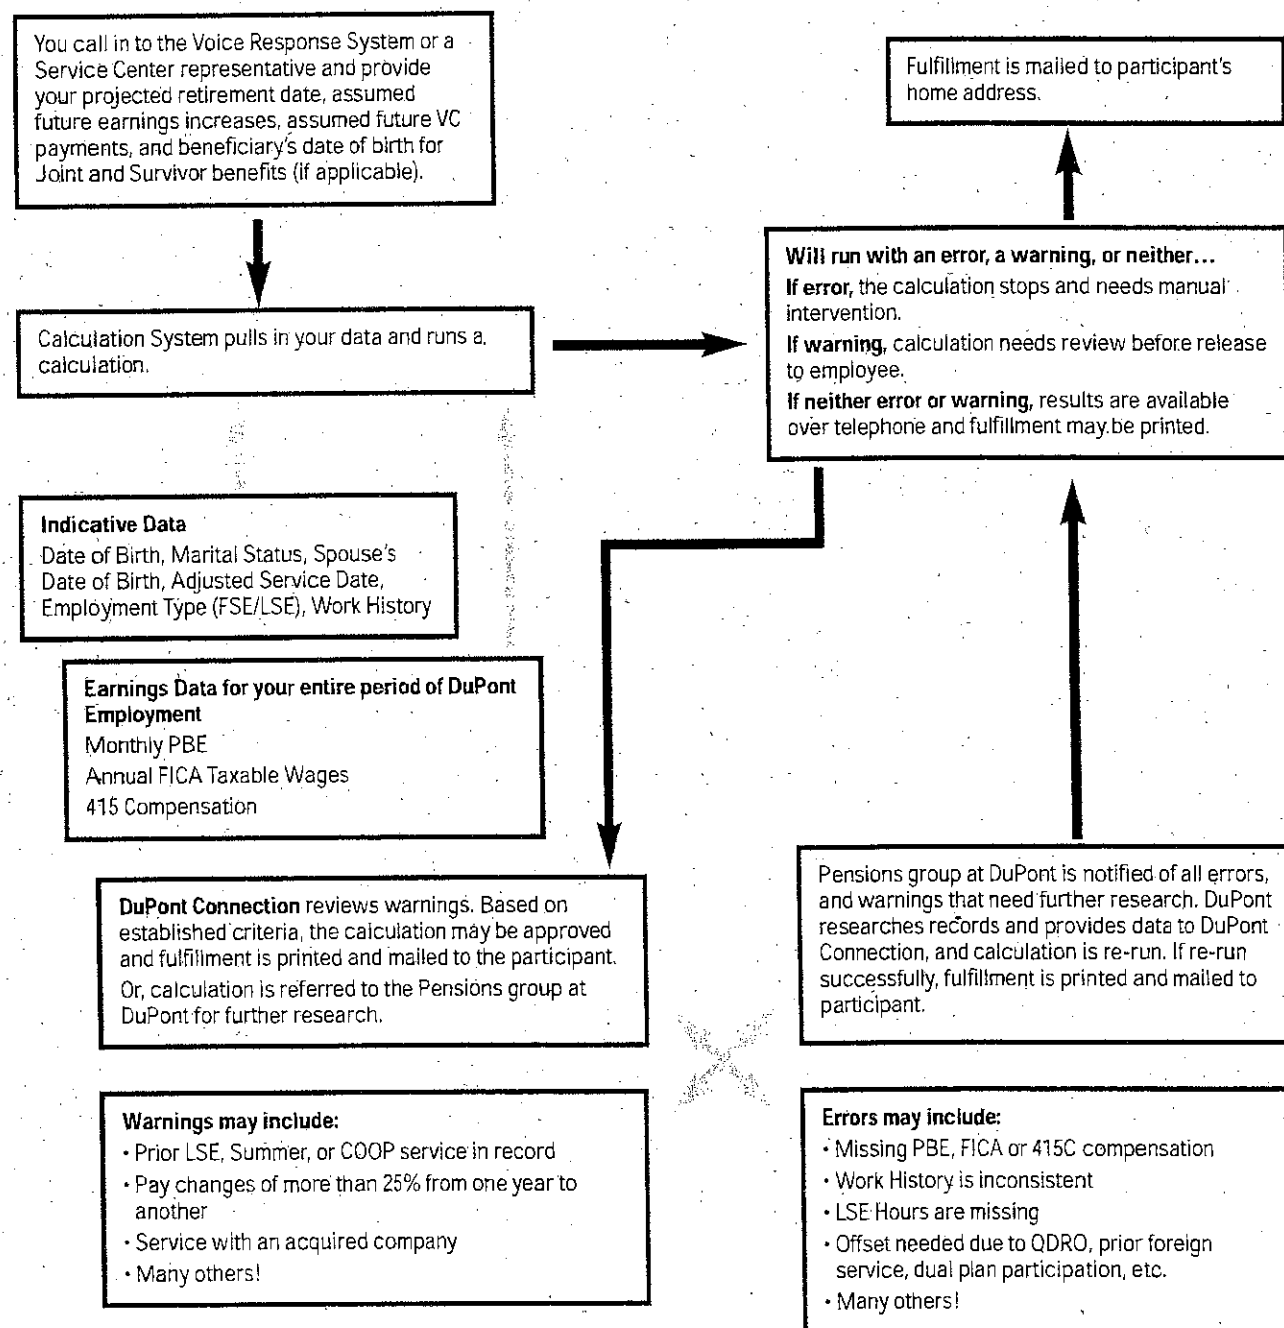 You call in to the Voice Response System or a
Service Center representative and provide
your projected retirement date, assumed
future earnings increases, assumed future VC
payments, and beneficiary's date of birth for
Joint and Survivor benefits (if applicable).
Fulfillment is mailed to participant's
home address.
Calculation System pulls in your data and runs a
calculation.
Will run with an error, a warning, or neither...
If error, the calculation stops and needs manual
intervention.
If warning, calculation needs review before release
to employee.
If neither error or warning, results are available
over telephone and fulfillment may be printed.
Indicative Data
Date of Birth, Marital Status, Spouse's
Date of Birth, Adjusted Service Date,
Employment Type (FSE/LSE), Work History
Earnings Data for your entire period of DuPont
Employment
Monthly PBE
Annual FICA Taxable Wages
415 Compensation
DuPont Connection reviews warnings. Based on
established criteria, the calculation may be approved
and fulfillment is printed and mailed to the participant.
Or, calculation is referred to the Pensions group at
DuPont for further research.
Pensions group at DuPont is notified of all errors,
and warnings that need further research. DuPont
researches records and provides data to DuPont
Connection, and calculation is re-run. If re-run
successfully, fulfillment is printed and mailed to
participant.
Warnings may include:
• Prior LSE, Summer, or COOP service in record
• Pay changes of more than 25% from one year to
another
• Service with an acquired company
• Many others!
Errors may include:
• Missing PBE, FICA or 415C compensation
• Work History is inconsistent
• LSE Hours are missing
• Offset needed due to QDRO, prior foreign
service, dual plan participation, etc.
• Many others!